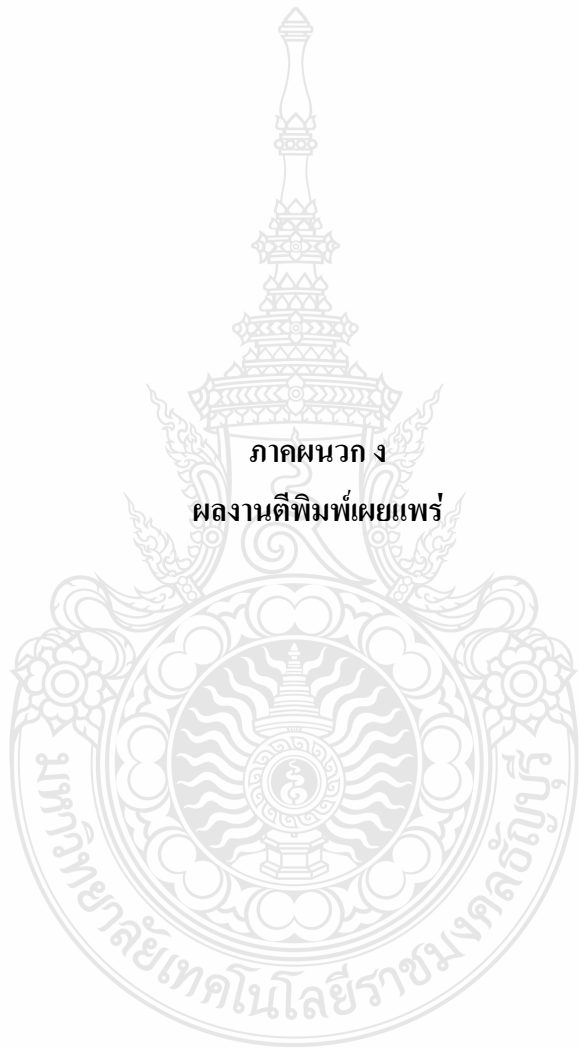 ภาคผนวก ง
ผลงานตีพิมพ์เผยแพร่
มหาวิทยาลัยเทคโนโลยีราชมงคลธัญบุรี